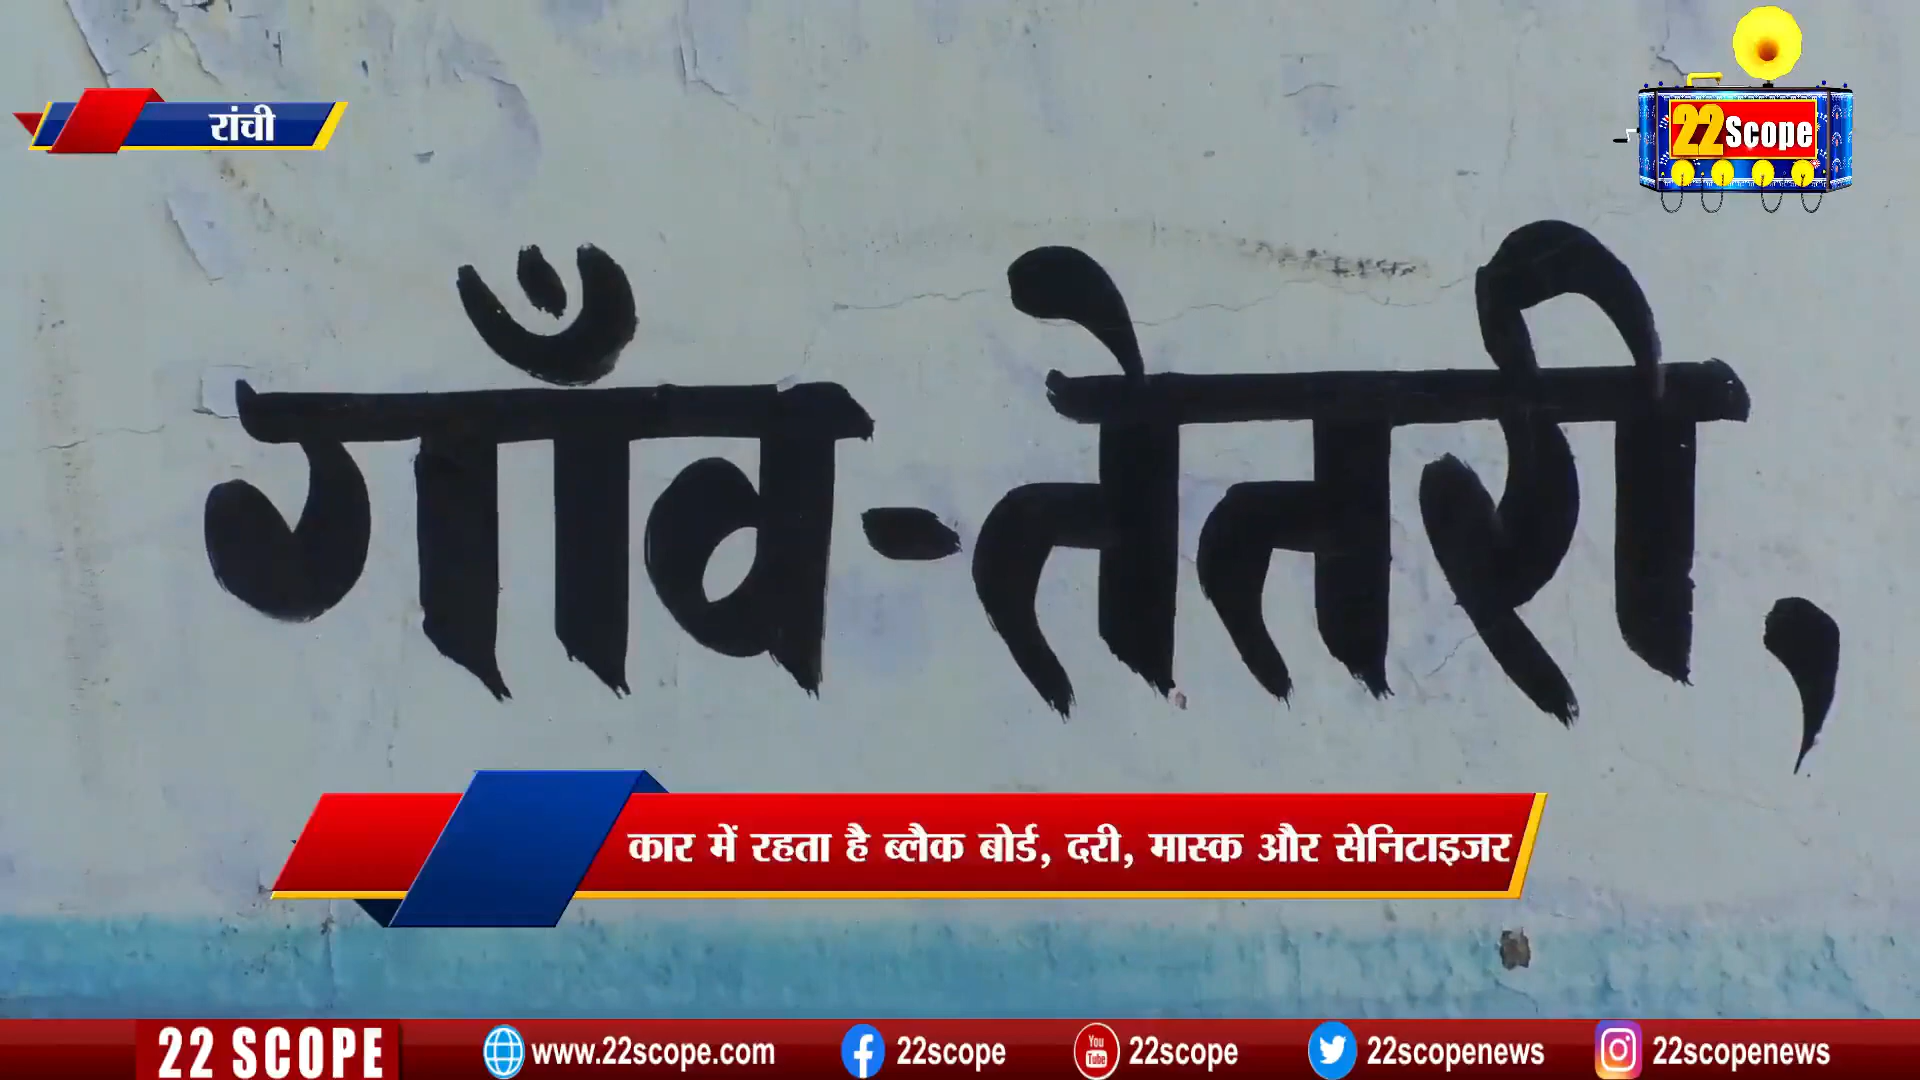 रांची
22Scope
गाँव-तेतरी,
कार में रहता है ब्लैक बोर्ड, दरी, मास्क और सेनिटाइजर
22 SCOPE www.22scope.com 22scope You Tube 22scope 22scopenews 22scopenews